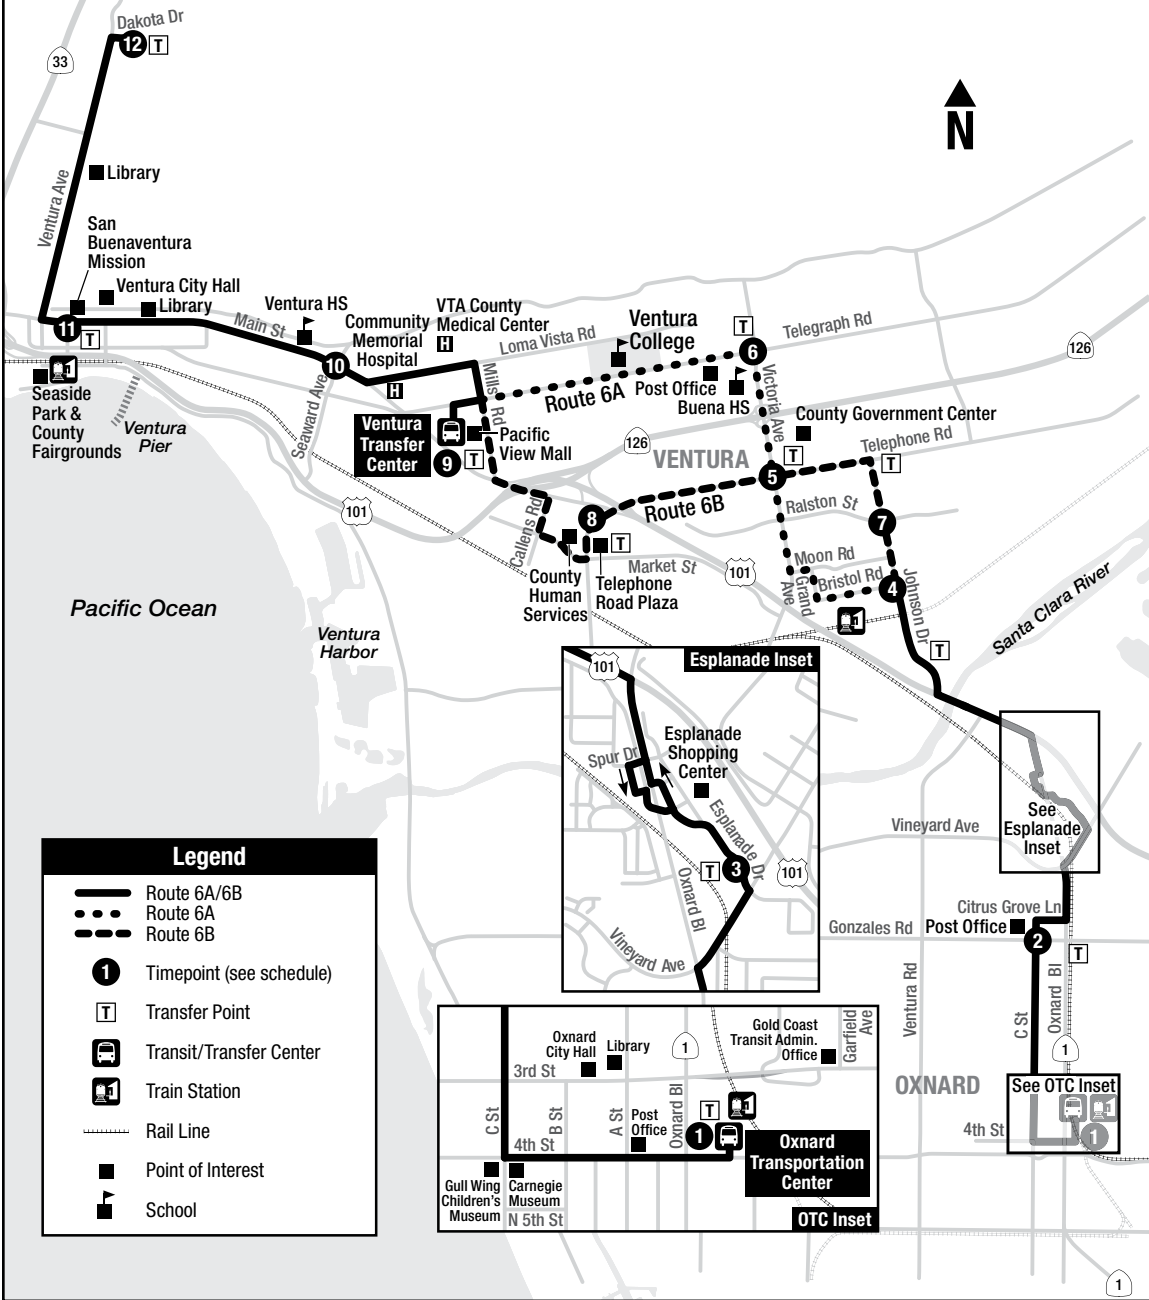 Dakota Dr
12
T
33
N
Library
Ventura Ave
San
Buenaventura
Mission
Ventura City Hall
Library
11
T
Main St
Ventura HS
Community
Memorial
Hospital
H
VTA County
Medical Center
H
Loma Vista Rd
Ventura
College
T
6
Telegraph Rd
126
10
Mills Rd
Route 6A
Post Office
Buena HS
Victoria Ave
County Government Center
Seaside
Park &
County
Fairgrounds
Ventura
Pier
Seaward Ave
Ventura
Transfer
Center
9
T
Pacific
View Mall
126
VENTURA
T
Telephone Rd
T
5
101
Callens Rd
8
Route 6B
Ralston St
7
T
Market St
101
Moon Rd
Grand Ave
Bristol Rd
4
Johnson Dr
County
Human
Services
Telephone
Road Plaza
Santa Clara River
T
Pacific Ocean
Ventura
Harbor
Esplanade Inset
101
Esplanade
Shopping
Center
Spur Dr
Esplanade Dr
T
3
101
Oxnard Bl
Vineyard Ave
See
Esplanade
Inset
Vineyard Ave
Citrus Grove Ln
Gonzales Rd
Post Office
2
T
Ventura Rd
C St
Oxnard Bl
1
OXNARD
See OTC Inset
4th St
1
1
Legend
Route 6A/6B
Route 6A
Route 6B
1 Timepoint (see schedule)
T Transfer Point
Transit/Transfer Center
Train Station
Rail Line
Point of Interest
School
Oxnard
City Hall
Library
1
Gold Coast
Transit Admin.
Office
Garfield
Ave
3rd St
C St
B St
A St
Oxnard Bl
T
Post
Office
1
4th St
Oxnard
Transportation
Center
Gull Wing
Children's
Museum
Carnegie
Museum
N 5th St
OTC Inset